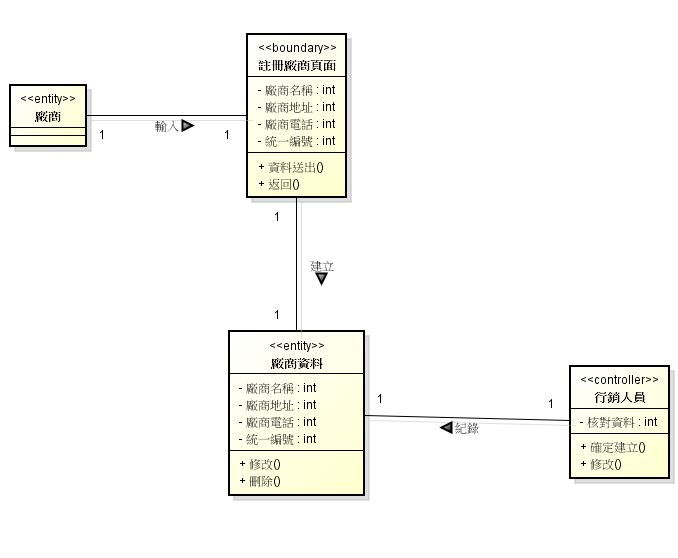 <<boundary>>
註冊廠商頁面
- 廠商名稱 : int
- 廠商地址 : int
- 廠商電話 : int
- 統一編號 : int
+ 資料送出()
+ 返回()
<<entity>>
廠商
1
輸入
1
1
建立
1
<<entity>>
廠商資料
- 廠商名稱 : int
- 廠商地址 : int
- 廠商電話 : int
- 統一編號 : int
+ 修改()
+ 刪除()
1
紀錄
1
<<controller>>
行銷人員
- 核對資料 : int
+ 確定建立()
+ 修改()